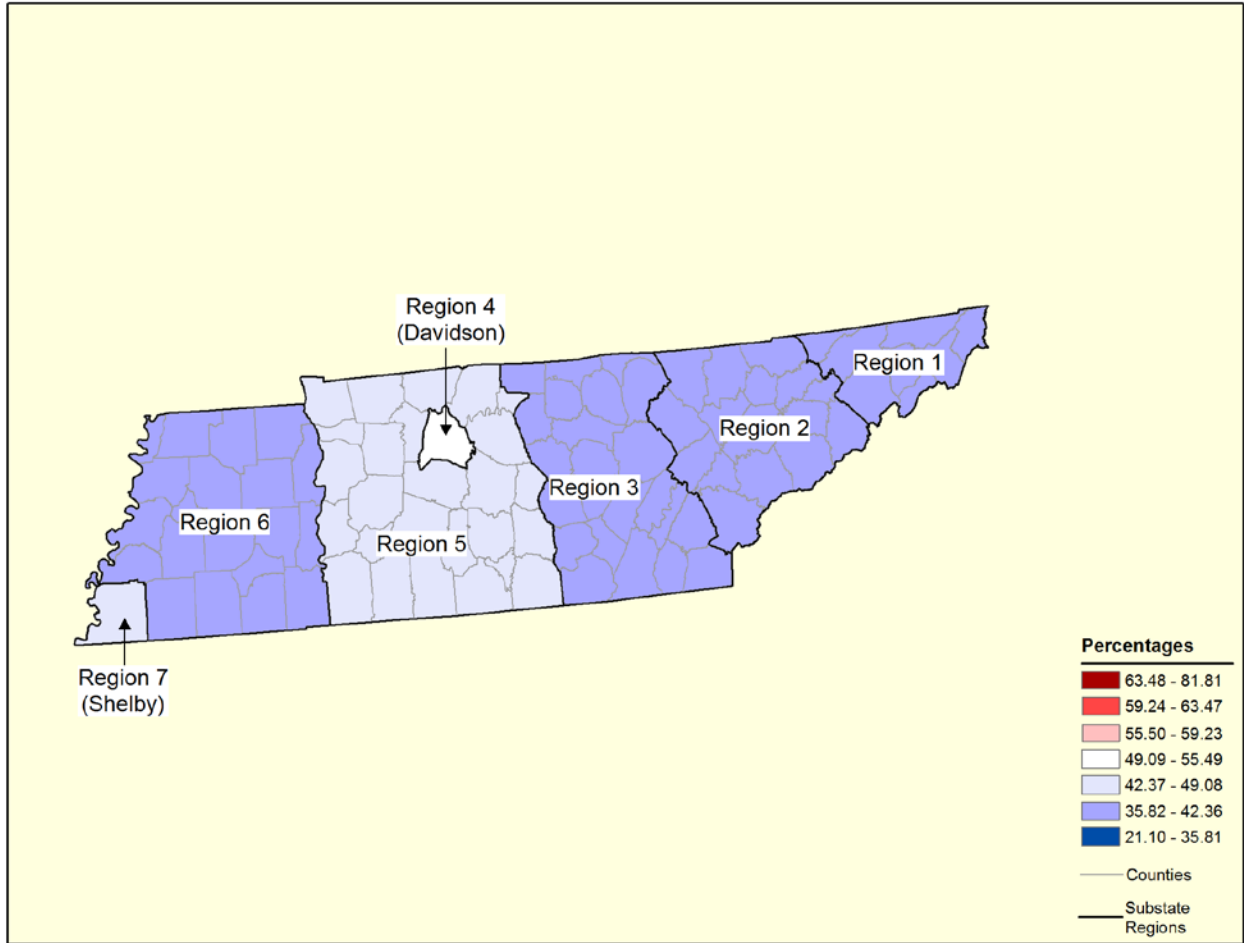 Region 4
(Davidson)
Region 1
Region 2
Region 3
Region 6
Region 5
Region 7
(Shelby)
Percentages
63.48 - 81.81
59.24 - 63.47
55.50 - 59.23
49.09 - 55.49
42.37 - 49.08
35.82 - 42.36
21.10 - 35.81
Counties
Substate
Regions